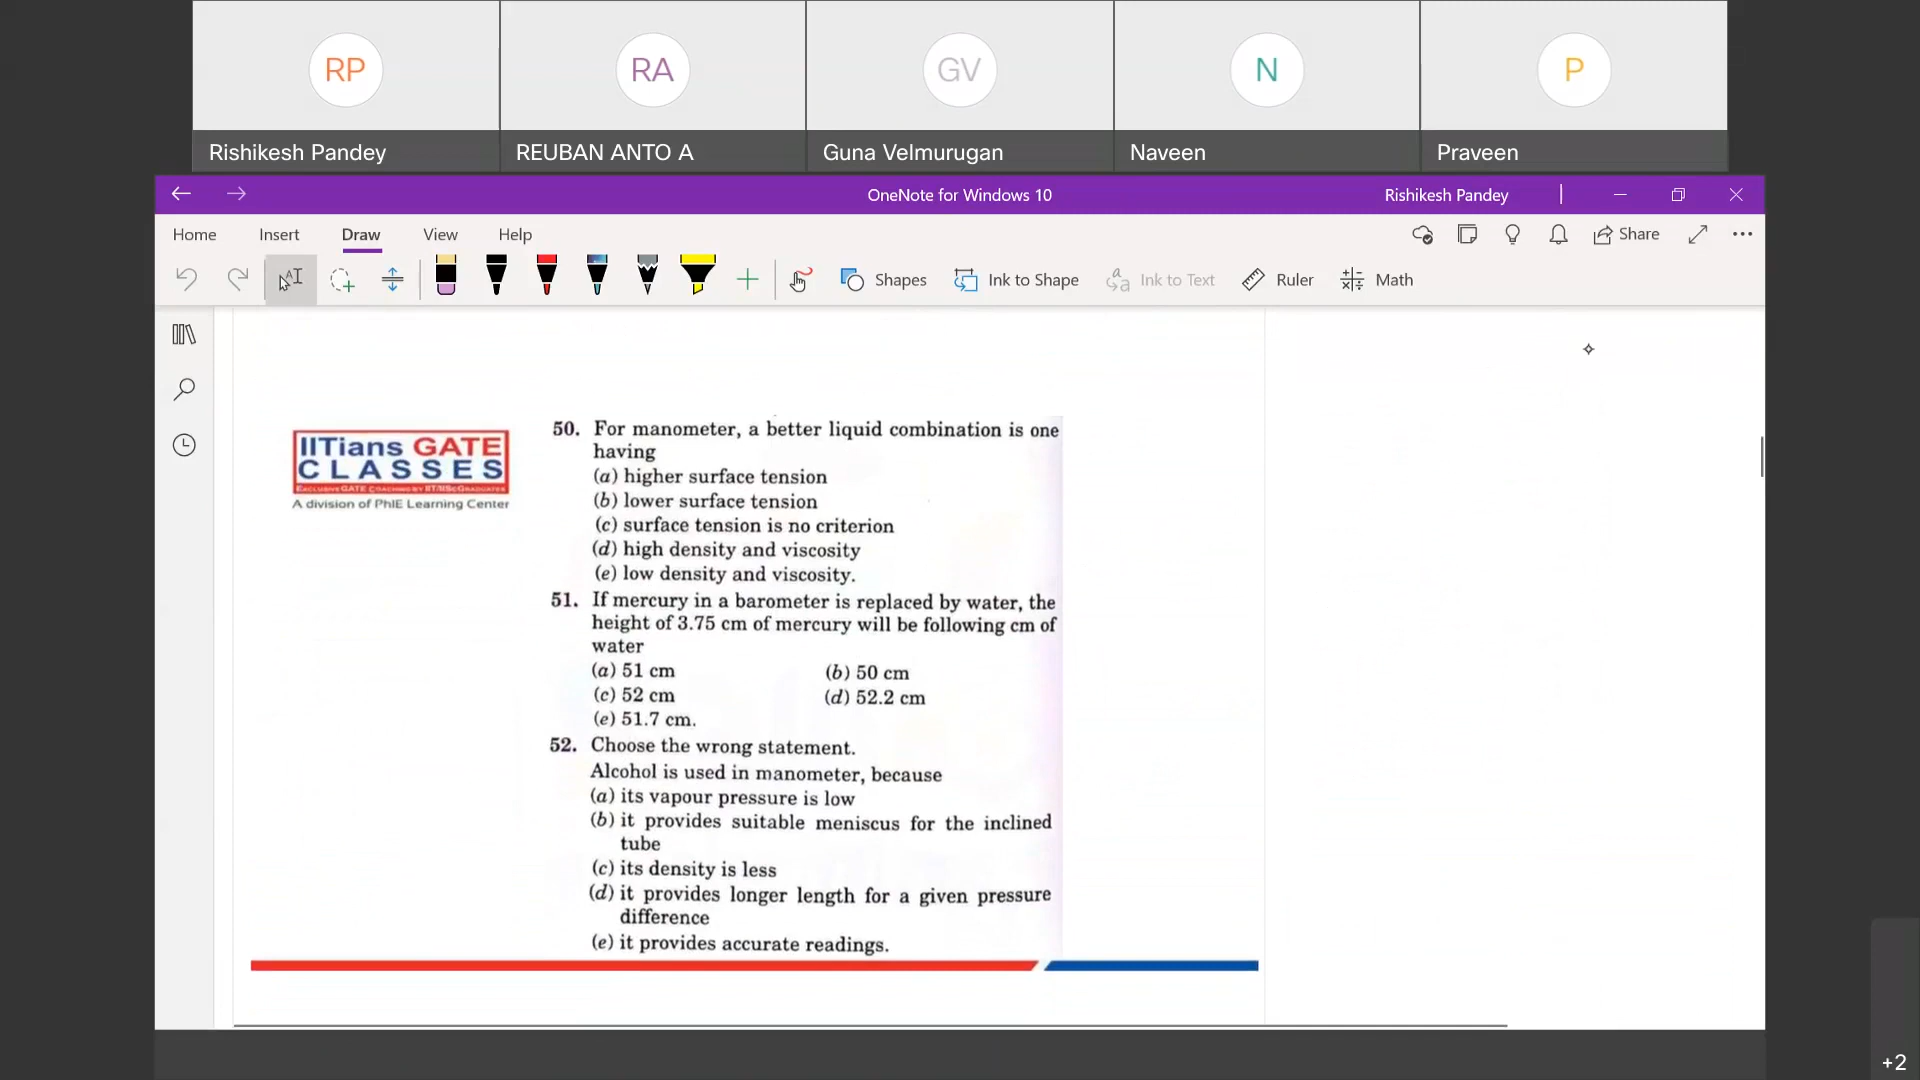 RP
RA
GV
N
P
Rishikesh Pandey
REUBAN ANTO A
Guna Velmurugan
Naveen
Praveen
OneNote for Windows 10
Rishikesh Pandey
Home
Insert
Draw
View
Help
Share
Shapes
Ink to Shape
Ink to Text
Ruler
Math
IITians GATE
CLASSES
EXCLUSIVE GATE COACHING BY IIT/IISc GRADUATES
A division of PhIE Learning Center
50. For manometer, a better liquid combination is one
having
(a) higher surface tension
(b) lower surface tension
(c) surface tension is no criterion
(d) high density and viscosity
(e) low density and viscosity.
51. If mercury in a barometer is replaced by water, the
height of 3.75 cm of mercury will be following cm of
water
(a) 51 cm
(b) 50 cm
(c) 52 cm
(d) 52.2 cm
(e) 51.7 cm.
52. Choose the wrong statement.
Alcohol is used in manometer, because
(a) its vapour pressure is low
(b) it provides suitable meniscus for the inclined
tube
(c) its density is less
(d) it provides longer length for a given pressure
difference
(e) it provides accurate readings.
+2